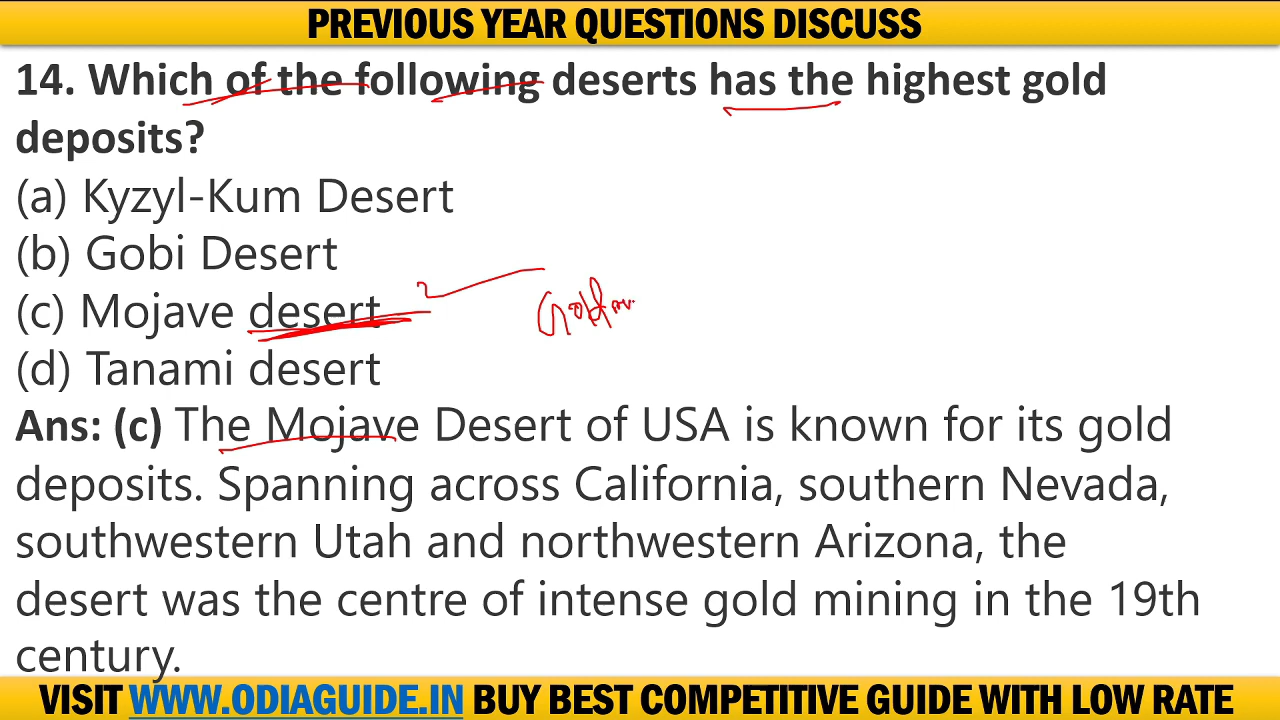 PREVIOUS YEAR QUESTIONS DISCUSS
14. Which of the following deserts has the highest gold
deposits?
(a) Kyzyl-Kum Desert
(b) Gobi Desert
(c) Mojave desert
(d) Tanami desert
Ans: (c) The Mojave Desert of USA is known for its gold
deposits. Spanning across California, southern Nevada,
southwestern Utah and northwestern Arizona, the
desert was the centre of intense gold mining in the 19th
century.
VISIT WWW.ODIAGUIDE.IN BUY BEST COMPETITIVE GUIDE WITH LOW RATE